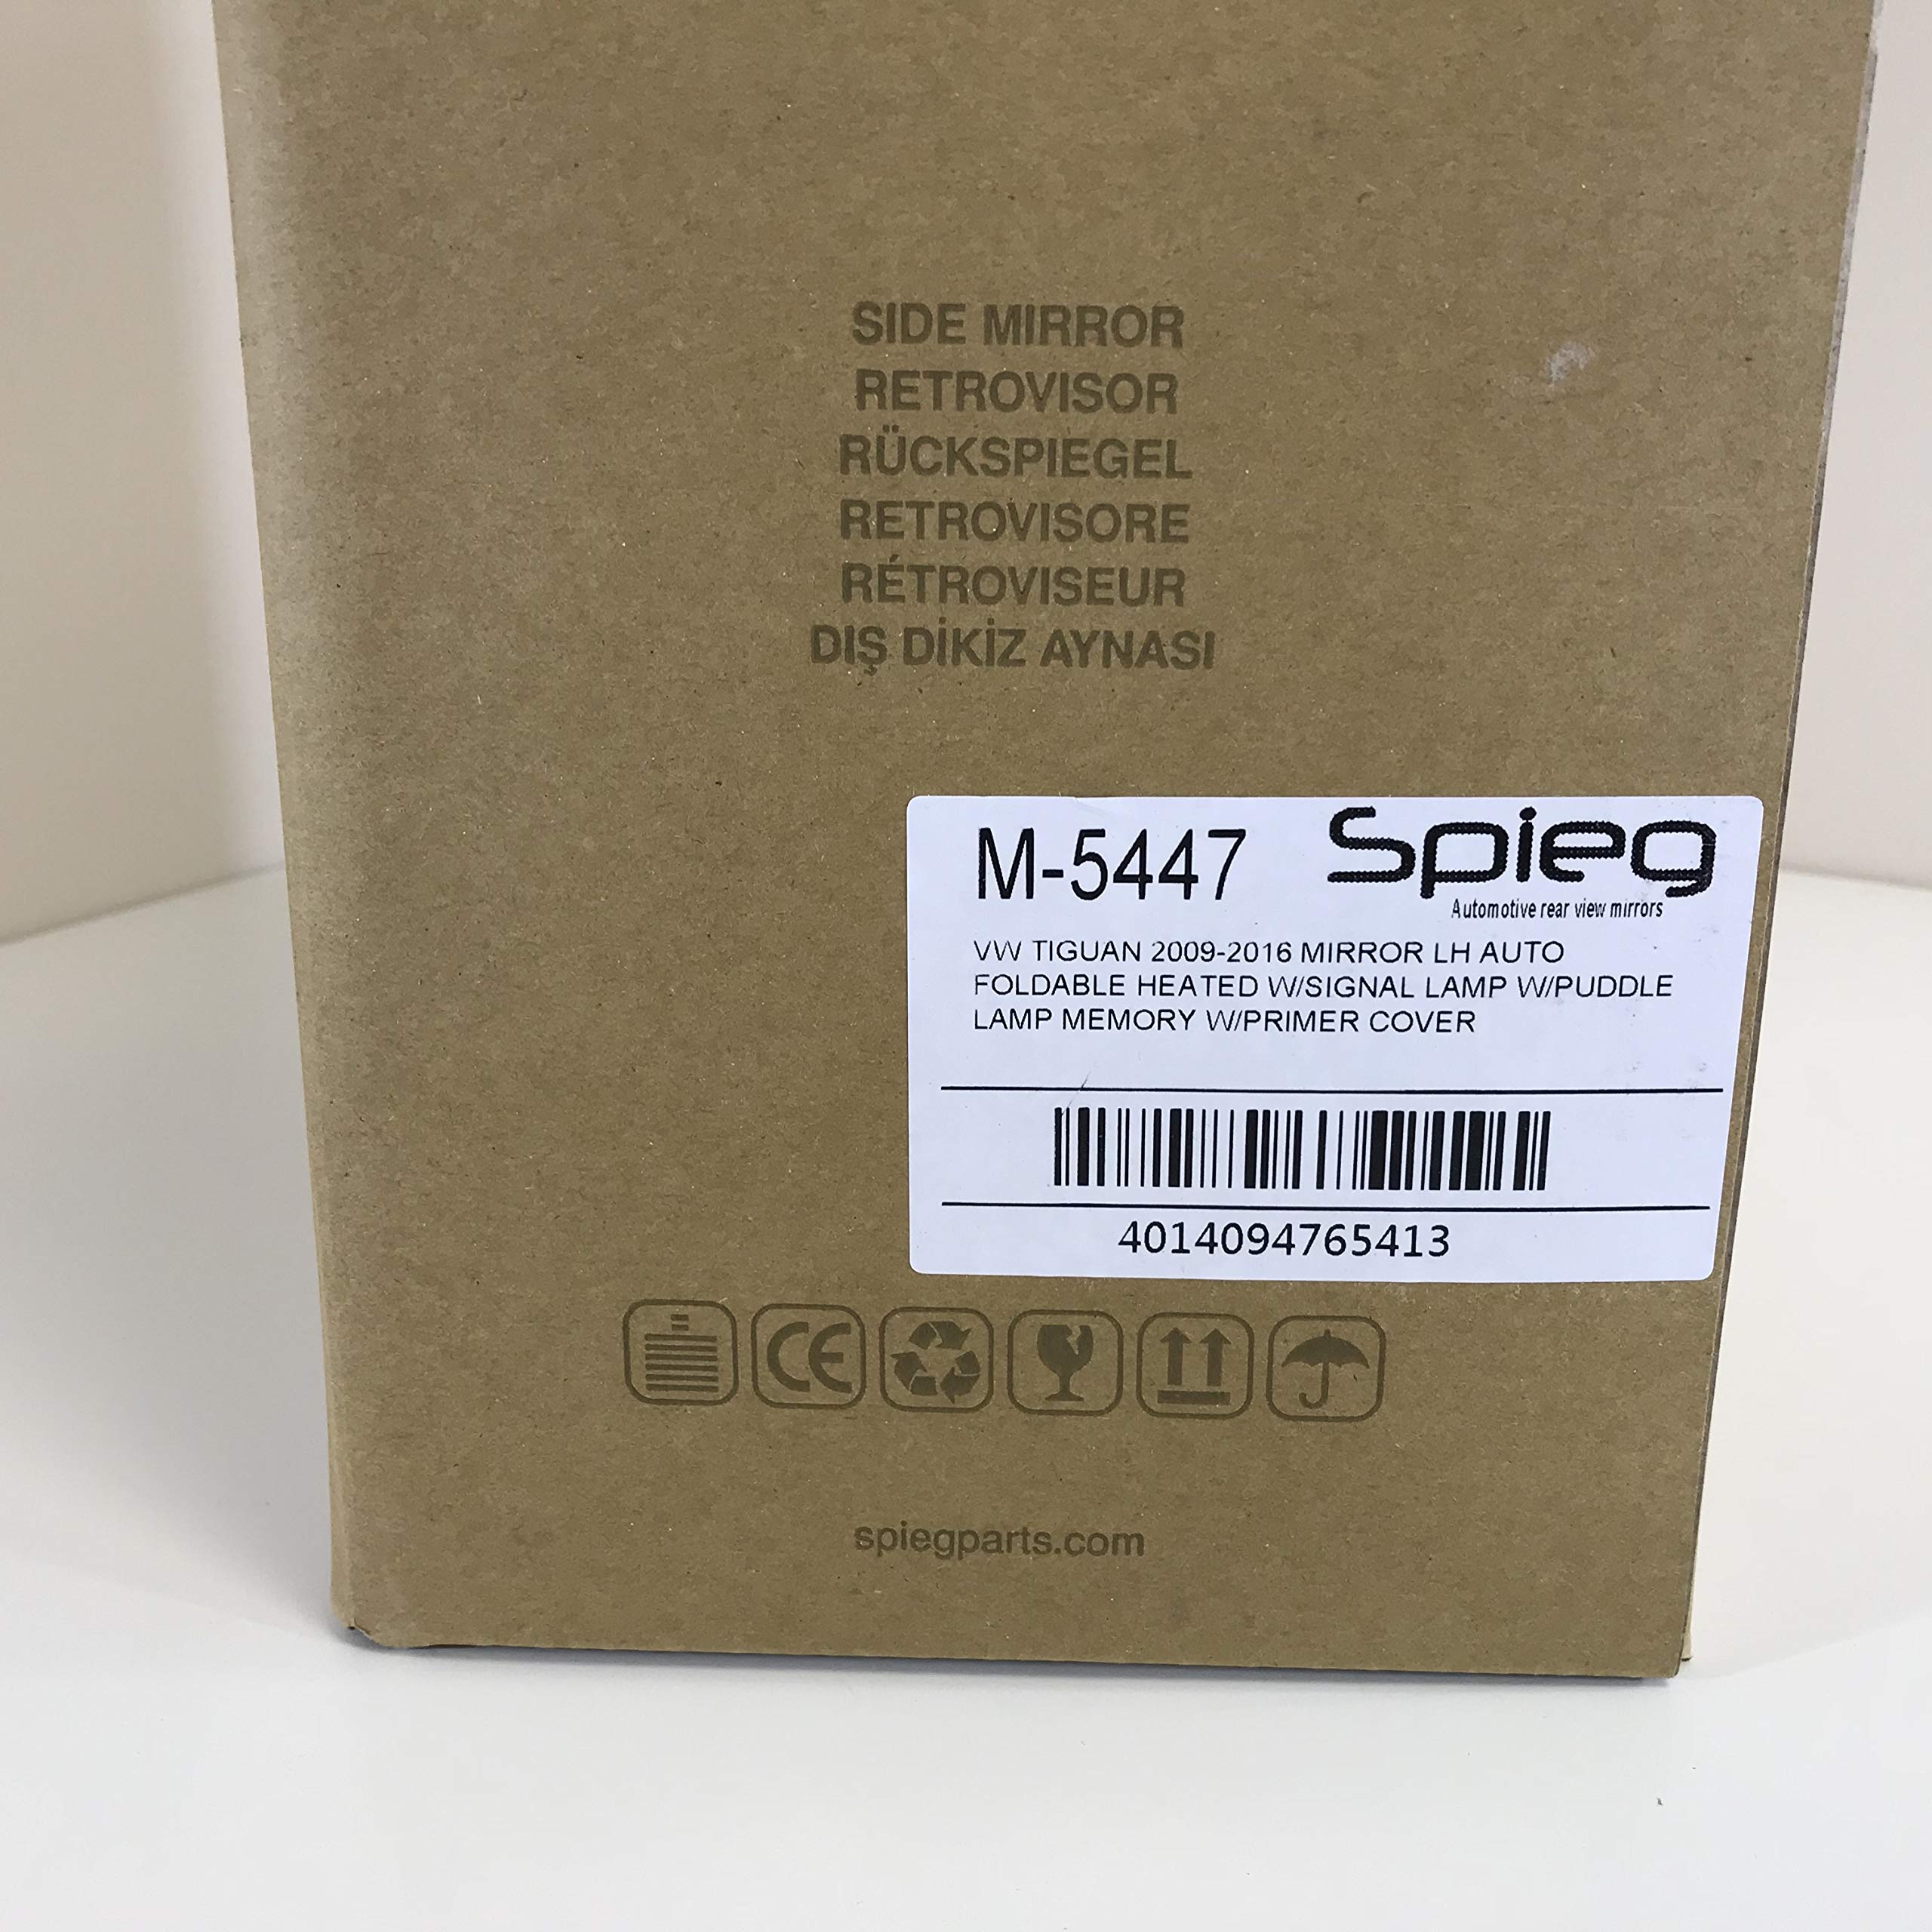 SIDE MIRROR
RETROVISOR
RÜCKSPIEGEL
RETROVISORE
RÉTROVISEUR
DIŞ DİKİZ AYNASI
M-5447
Spieg
Automotive rear view mirrors
VW TIGUAN 2009-2016 MIRROR LH AUTO
FOLDABLE HEATED W/SIGNAL LAMP W/PUDDLE
LAMP MEMORY W/PRIMER COVER
4014094765413
CE
spiegparts.com